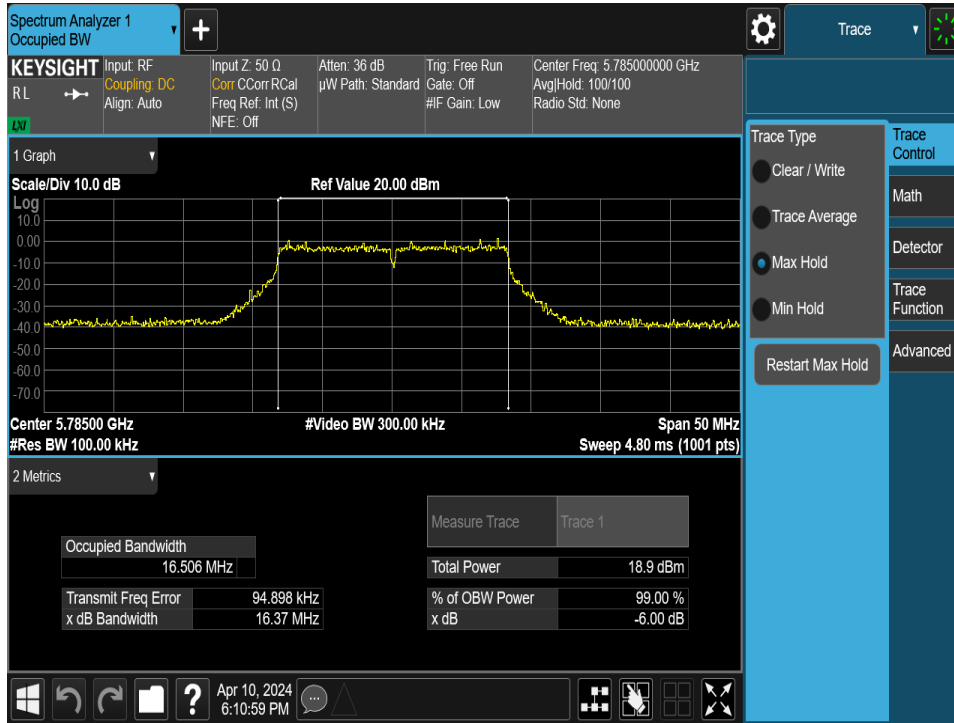 Spectrum Analyzer 1
Occupied BW
+
Trace
KEYSIGHT
R L
LXI
Input: RF
Coupling: DC
Align: Auto
Input Z: 50 Ω
Corr CCorr RCal
Freq Ref: Int (S)
NFE: Off
Atten: 36 dB
µW Path: Standard
Trig: Free Run
Gate: Off
#IF Gain: Low
Center Freq: 5.785000000 GHz
Avg|Hold: 100/100
Radio Std: None
1 Graph
Scale/Div 10.0 dB
Ref Value 20.00 dBm
Log
10.0
0.00
-10.0
-20.0
-30.0
-40.0
-50.0
-60.0
-70.0
Center 5.78500 GHz
#Video BW 300.00 kHz
Span 50 MHz
#Res BW 100.00 kHz
Sweep 4.80 ms (1001 pts)
2 Metrics
Measure Trace
Trace 1
Occupied Bandwidth
16.506 MHz
Total Power
18.9 dBm
Transmit Freq Error
94.898 kHz
% of OBW Power
99.00 %
x dB Bandwidth
16.37 MHz
x dB
-6.00 dB
Trace Type
Clear / Write
Trace Average
Max Hold
Min Hold
Restart Max Hold
Trace
Control
Math
Detector
Trace
Function
Advanced
?
Apr 10, 2024
6:10:59 PM